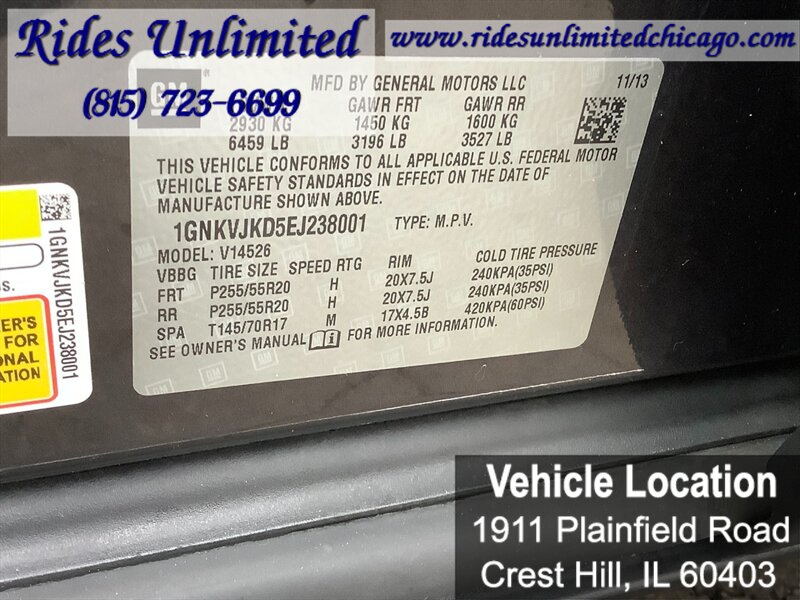 Rides Unlimited
(815) 723-6699
www.ridesunlimitedchicago.com
GM
MFD BY GENERAL MOTORS LLC 11/13
GAWR FRT GAWR RR
2930 KG 1450 KG 1600 KG
6459 LB 3196 LB 3527 LB
THIS VEHICLE CONFORMS TO ALL APPLICABLE U.S. FEDERAL MOTOR
VEHICLE SAFETY STANDARDS IN EFFECT ON THE DATE OF
MANUFACTURE SHOWN ABOVE.
1GNKVJKD5EJ238001 TYPE: M.P.V.
MODEL: V14526
VBBG TIRE SIZE SPEED RTG RIM COLD TIRE PRESSURE
FRT P255/55R20 H 20X7.5J 240KPA(35PSI)
RR P255/55R20 H 20X7.5J 240KPA(35PSI)
SPA T145/70R17 M 17X4.5B 420KPA(60PSI)
SEE OWNER'S MANUAL FOR MORE INFORMATION.
1GNKVJKD5EJ238001
ER'S
FOR
ONAL
ATION
Vehicle Location
1911 Plainfield Road
Crest Hill, IL 60403